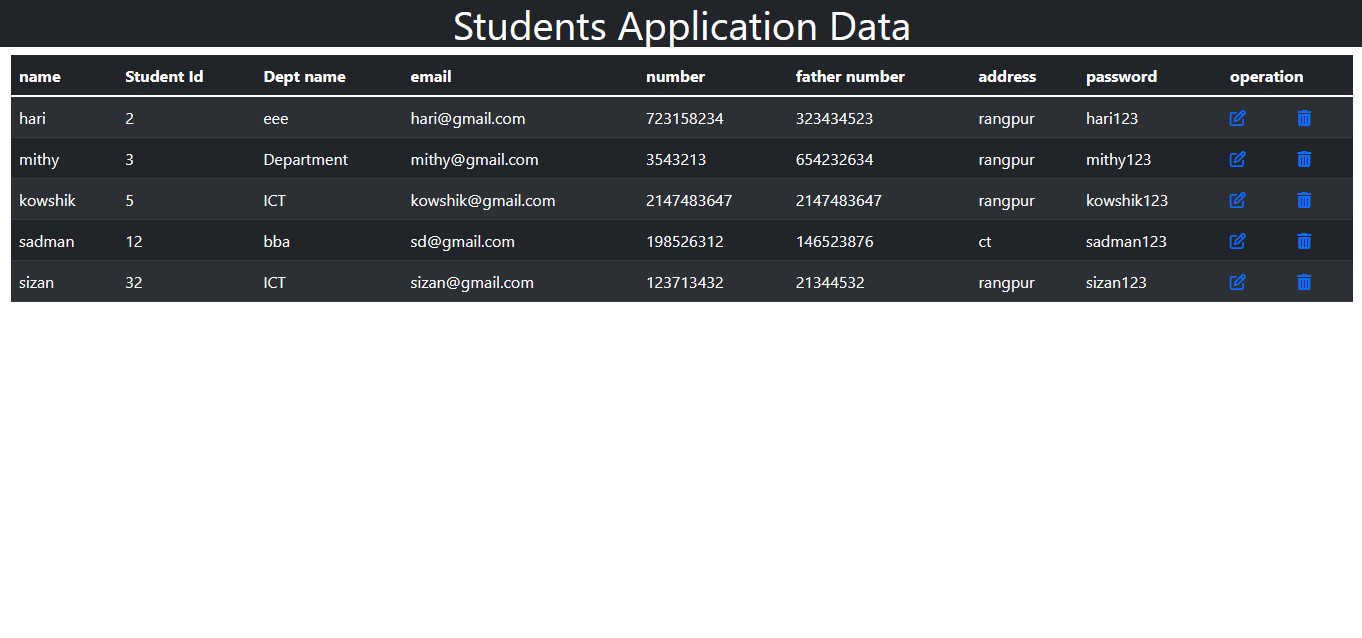 Students Application Data
name Student Id Dept name email number father number address password operation
hari 2 eee hari@gmail.com 723158234 323434523 rangpur hari123
mithy 3 Department mithy@gmail.com 3543213 654232634 rangpur mithy123
kowshik 5 ICT kowshik@gmail.com 2147483647 2147483647 rangpur kowshik123
sadman 12 bba sd@gmail.com 198526312 146523876 ct sadman123
sizan 32 ICT sizan@gmail.com 123713432 21344532 rangpur sizan123